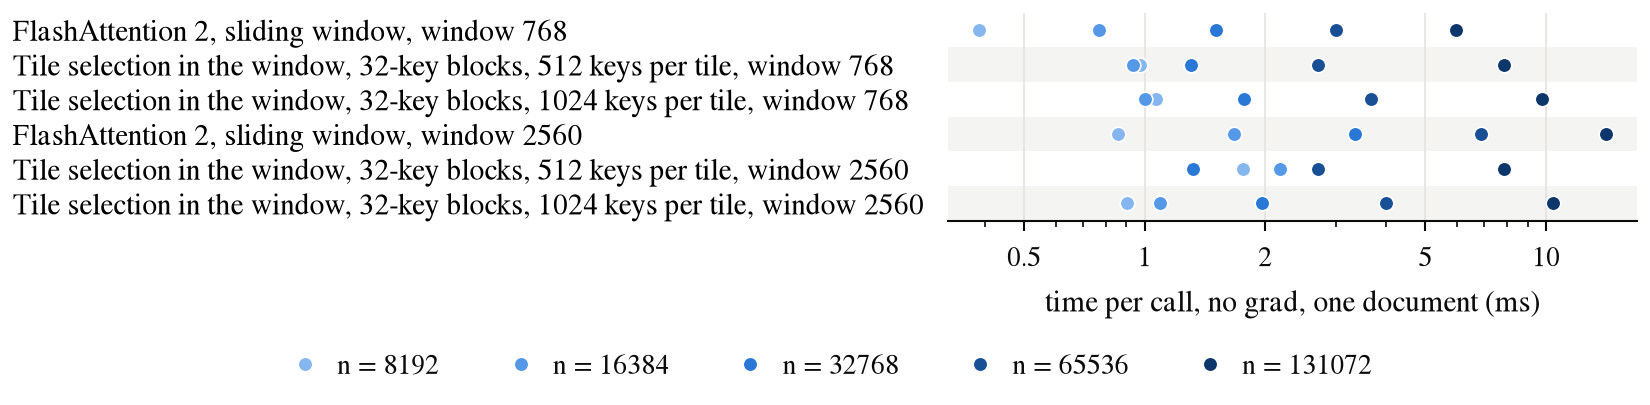 FlashAttention 2, sliding window, window 768
Tile selection in the window, 32-key blocks, 512 keys per tile, window 768
Tile selection in the window, 32-key blocks, 1024 keys per tile, window 768
FlashAttention 2, sliding window, window 2560
Tile selection in the window, 32-key blocks, 512 keys per tile, window 2560
Tile selection in the window, 32-key blocks, 1024 keys per tile, window 2560
0.5 1 2 5 10
time per call, no grad, one document (ms)
n = 8192 n = 16384 n = 32768 n = 65536 n = 131072